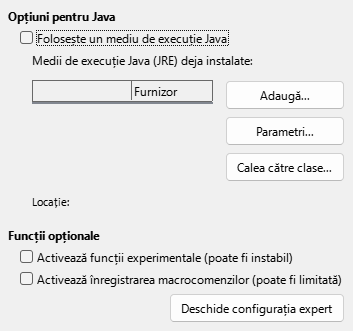 Opțiuni pentru Java
Folosește un mediu de execuție Java
Medii de execuție Java (JRE) deja instalate:
Furnizor
Adaugă...
Parametri...
Calea către clase...
Locație:
Funcții opționale
Activează funcții experimentale (poate fi instabil)
Activează înregistrarea macrocomenzilor (poate fi limitată)
Deschide configurația expert